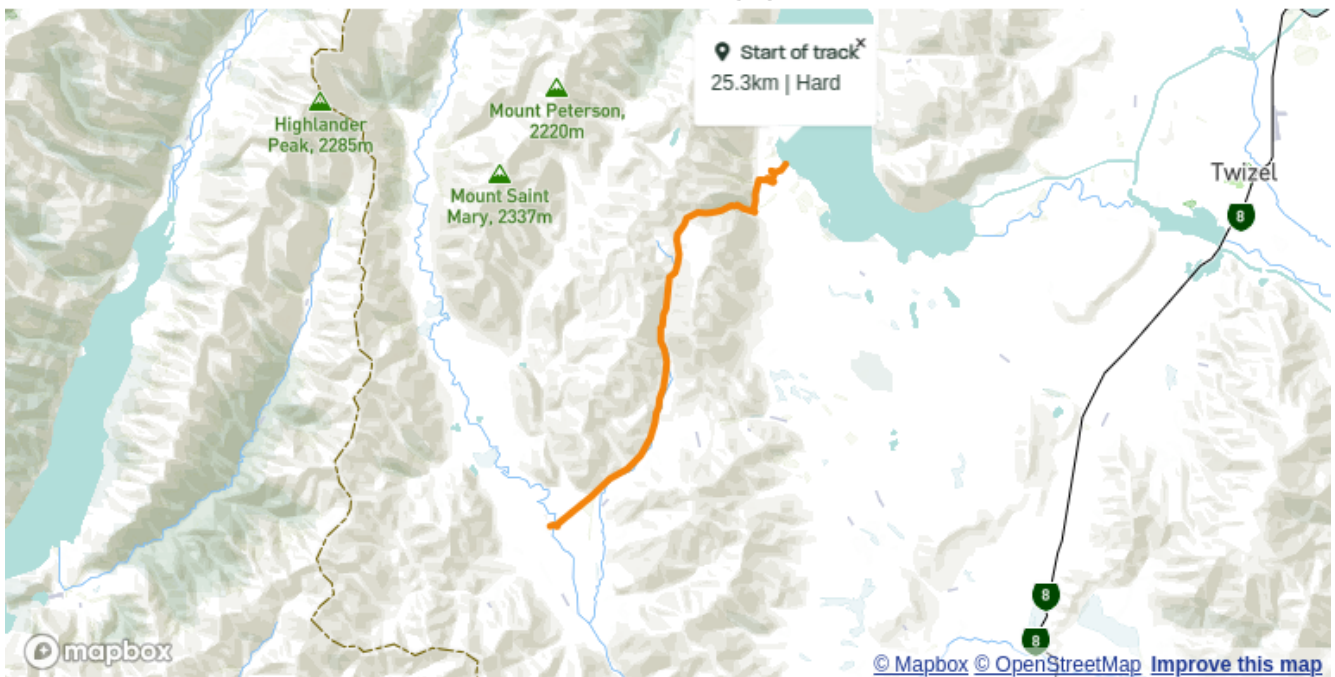 Start of track ×
25.3km | Hard
Mount Peterson,
2220m
Highlander
Peak, 2285m
Mount Saint
Mary, 2337m
Twizel
8
8
8
mapbox
© Mapbox © OpenStreetMap Improve this map